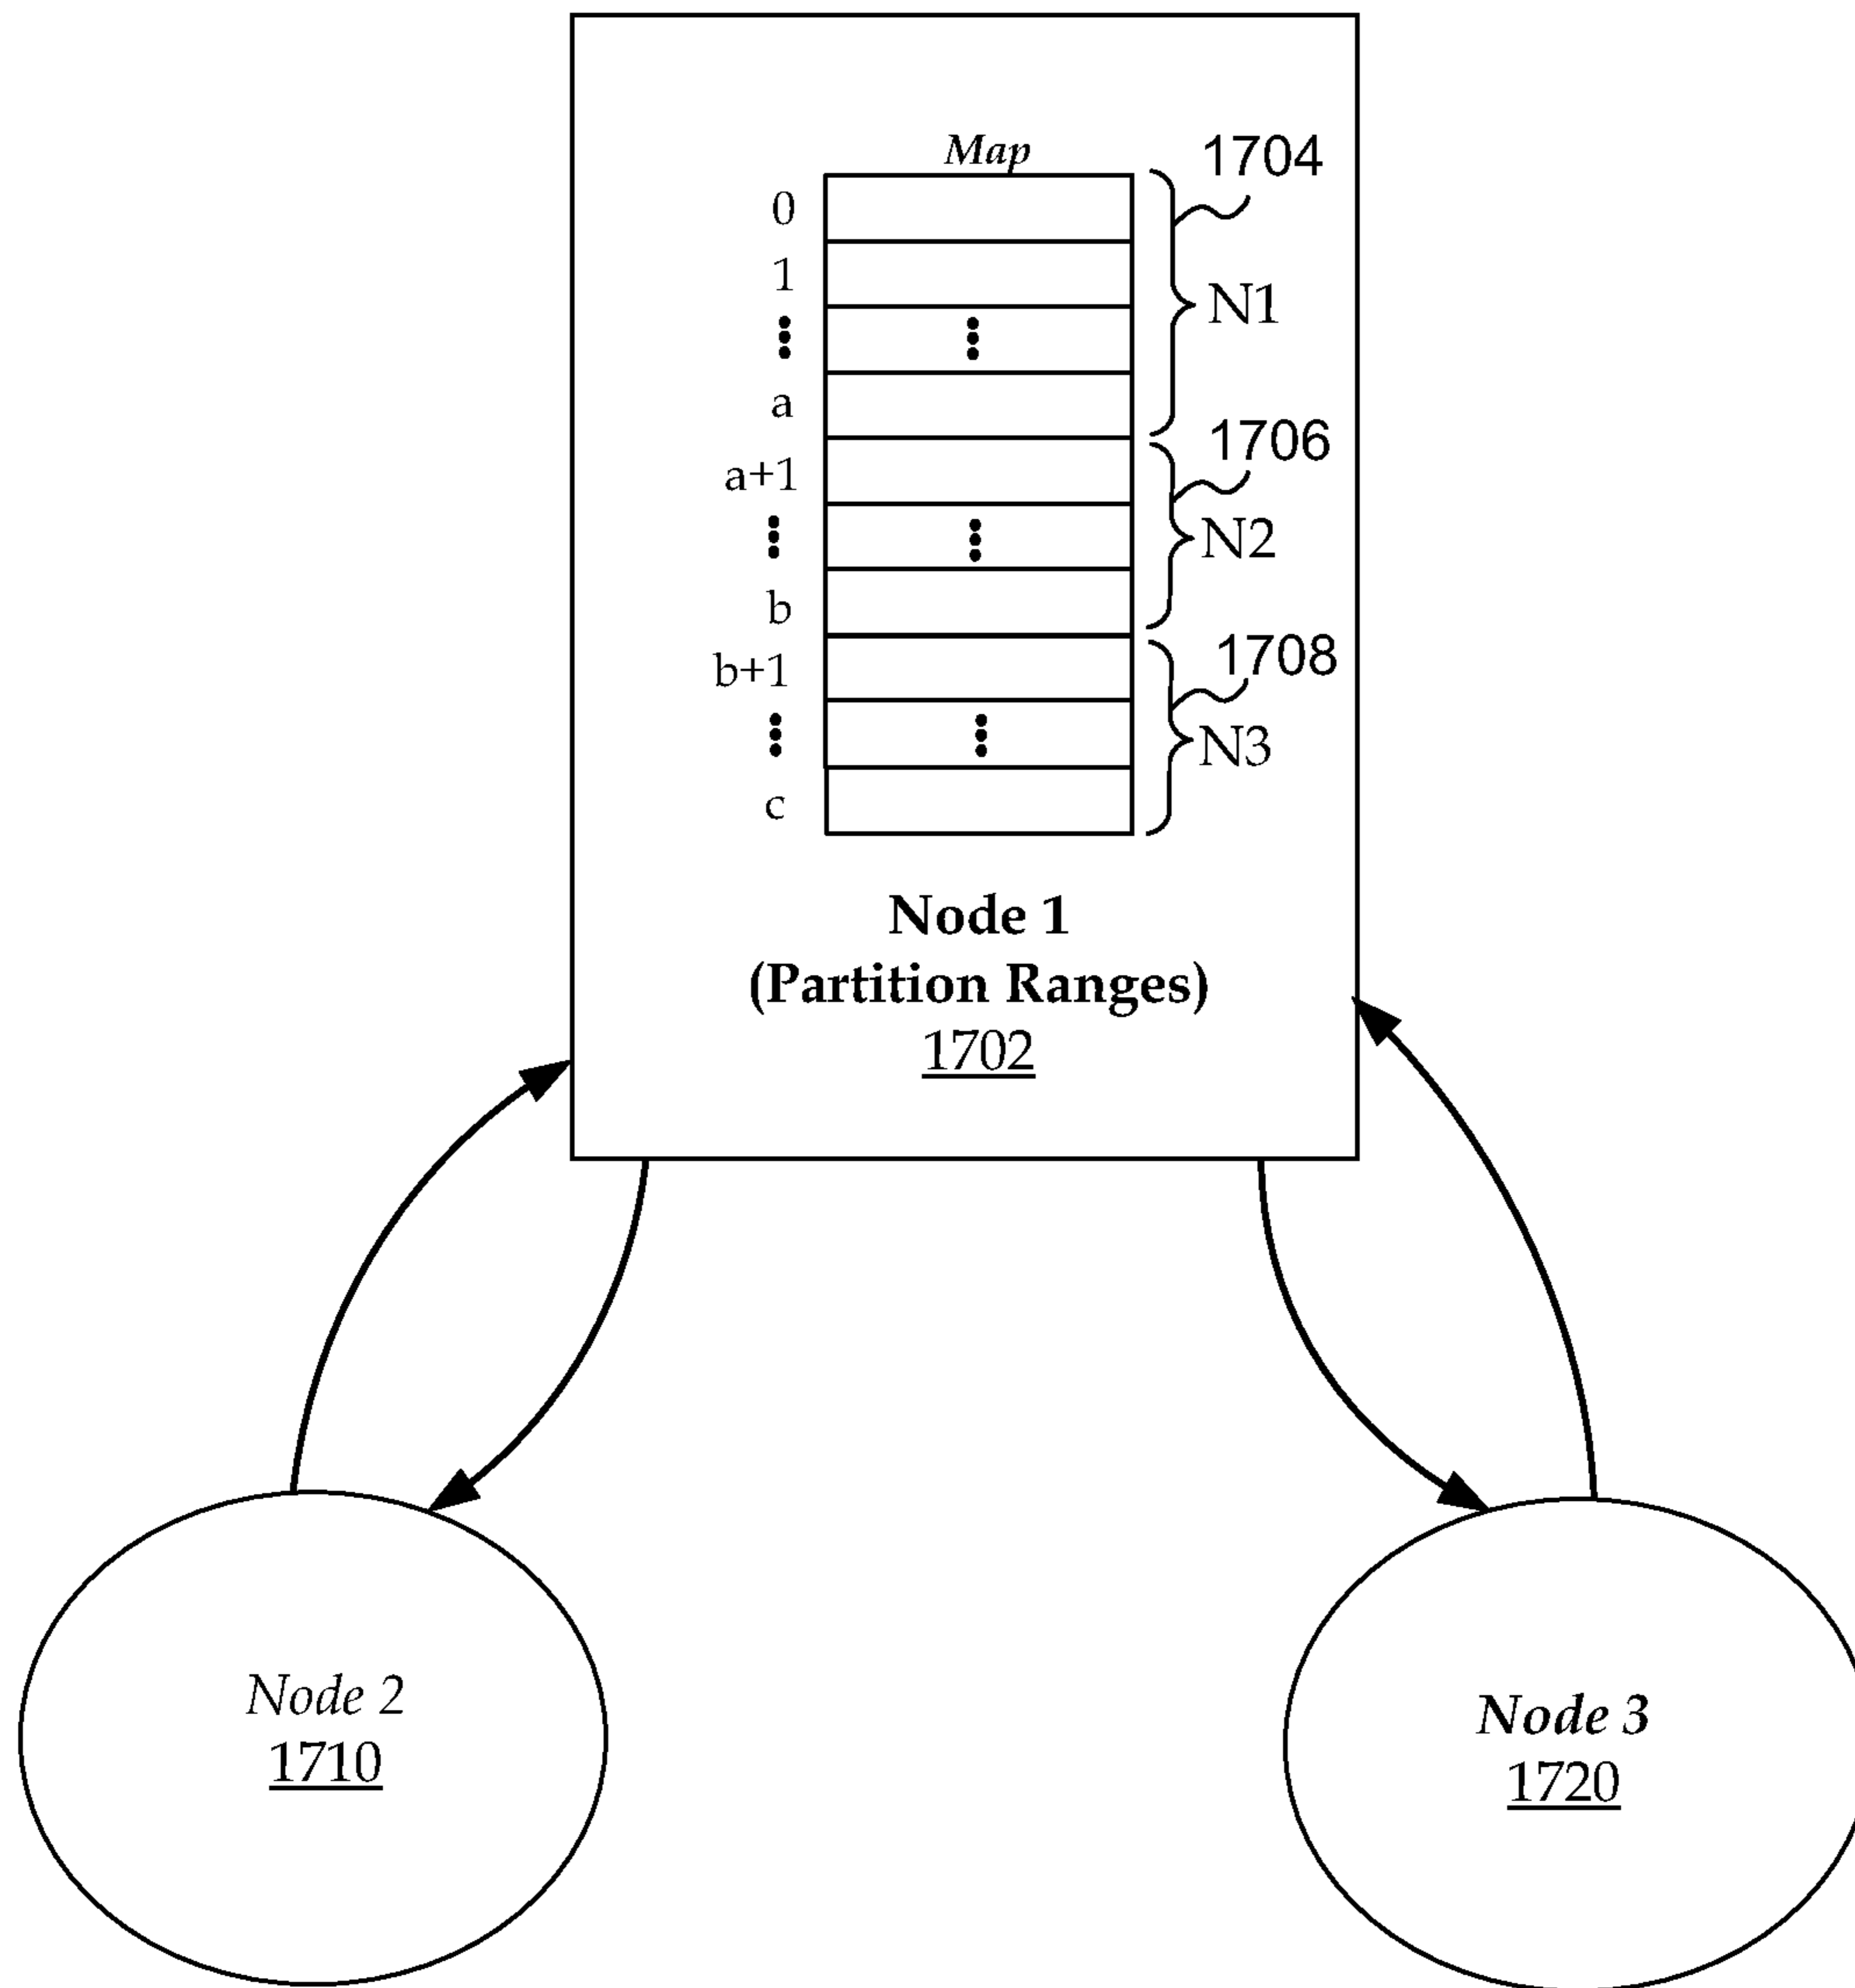 Map
1704
0
1
N1
a
1706
a+1
N2
b
1708
b+1
N3
c
Node 1
(Partition Ranges)
1702
Node 2
1710
Node 3
1720